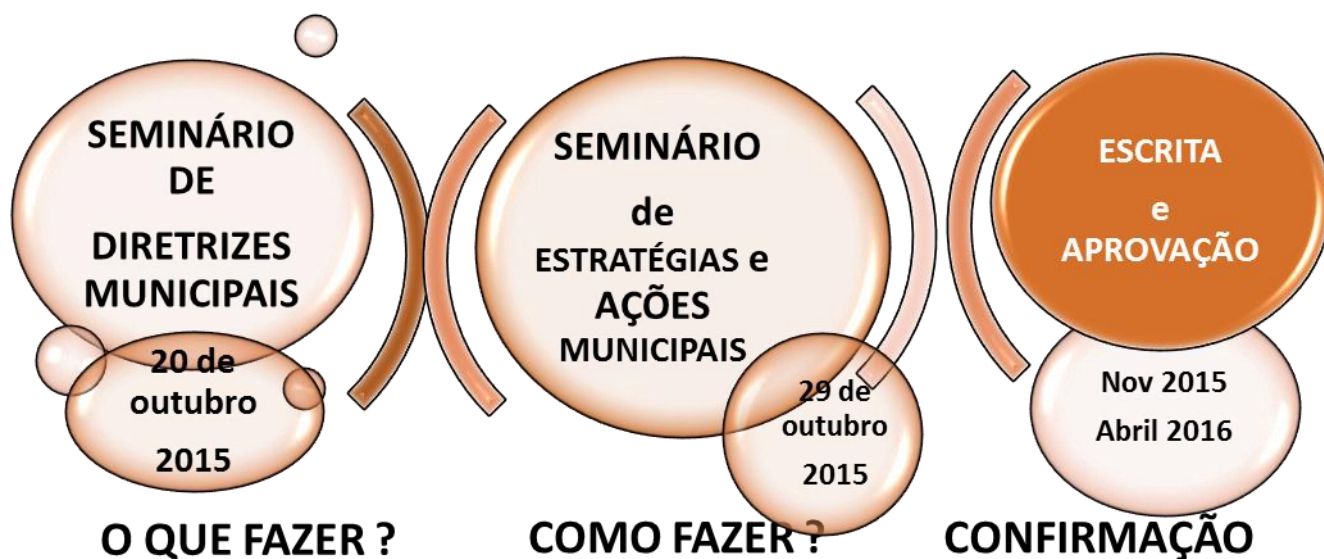 SEMINÁRIO
DE
DIRETRIZES
MUNICIPAIS
20 de
outubro
2015
O QUE FAZER ?
SEMINÁRIO
de
ESTRATÉGIAS e
AÇÕES
MUNICIPAIS
29 de
outubro
2015
COMO FAZER ?
ESCRITA
e
APROVAÇÃO
Nov 2015
Abril 2016
CONFIRMAÇÃO